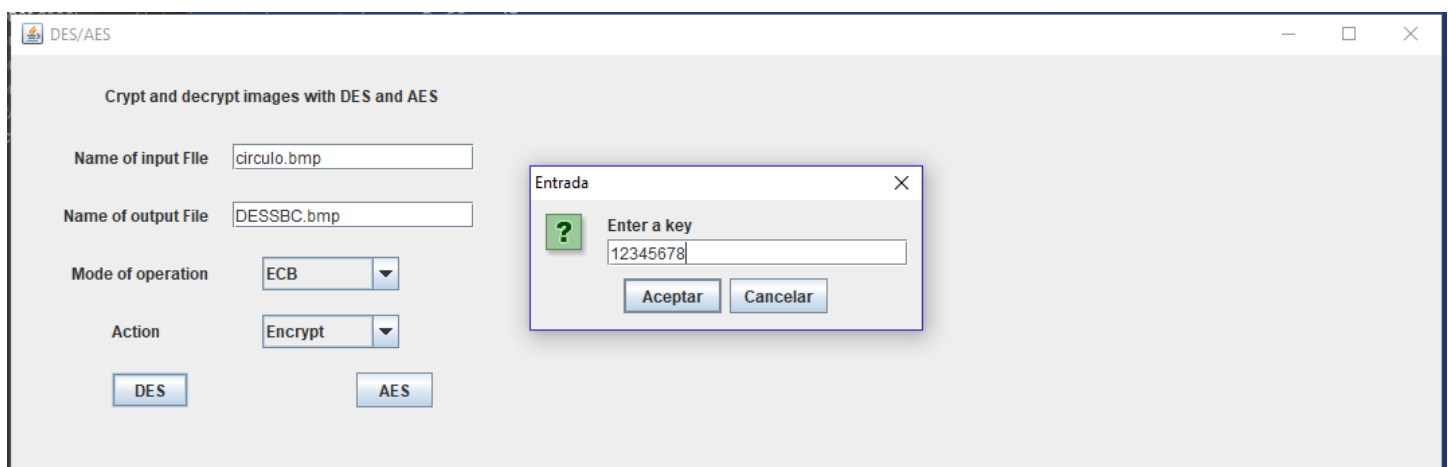 DES/AES
Crypt and decrypt images with DES and AES
Name of input FIle circulo.bmp
Name of output File DESSBC.bmp
Mode of operation ECB
Action Encrypt
DES AES
Entrada
Enter a key
12345678
Aceptar Cancelar